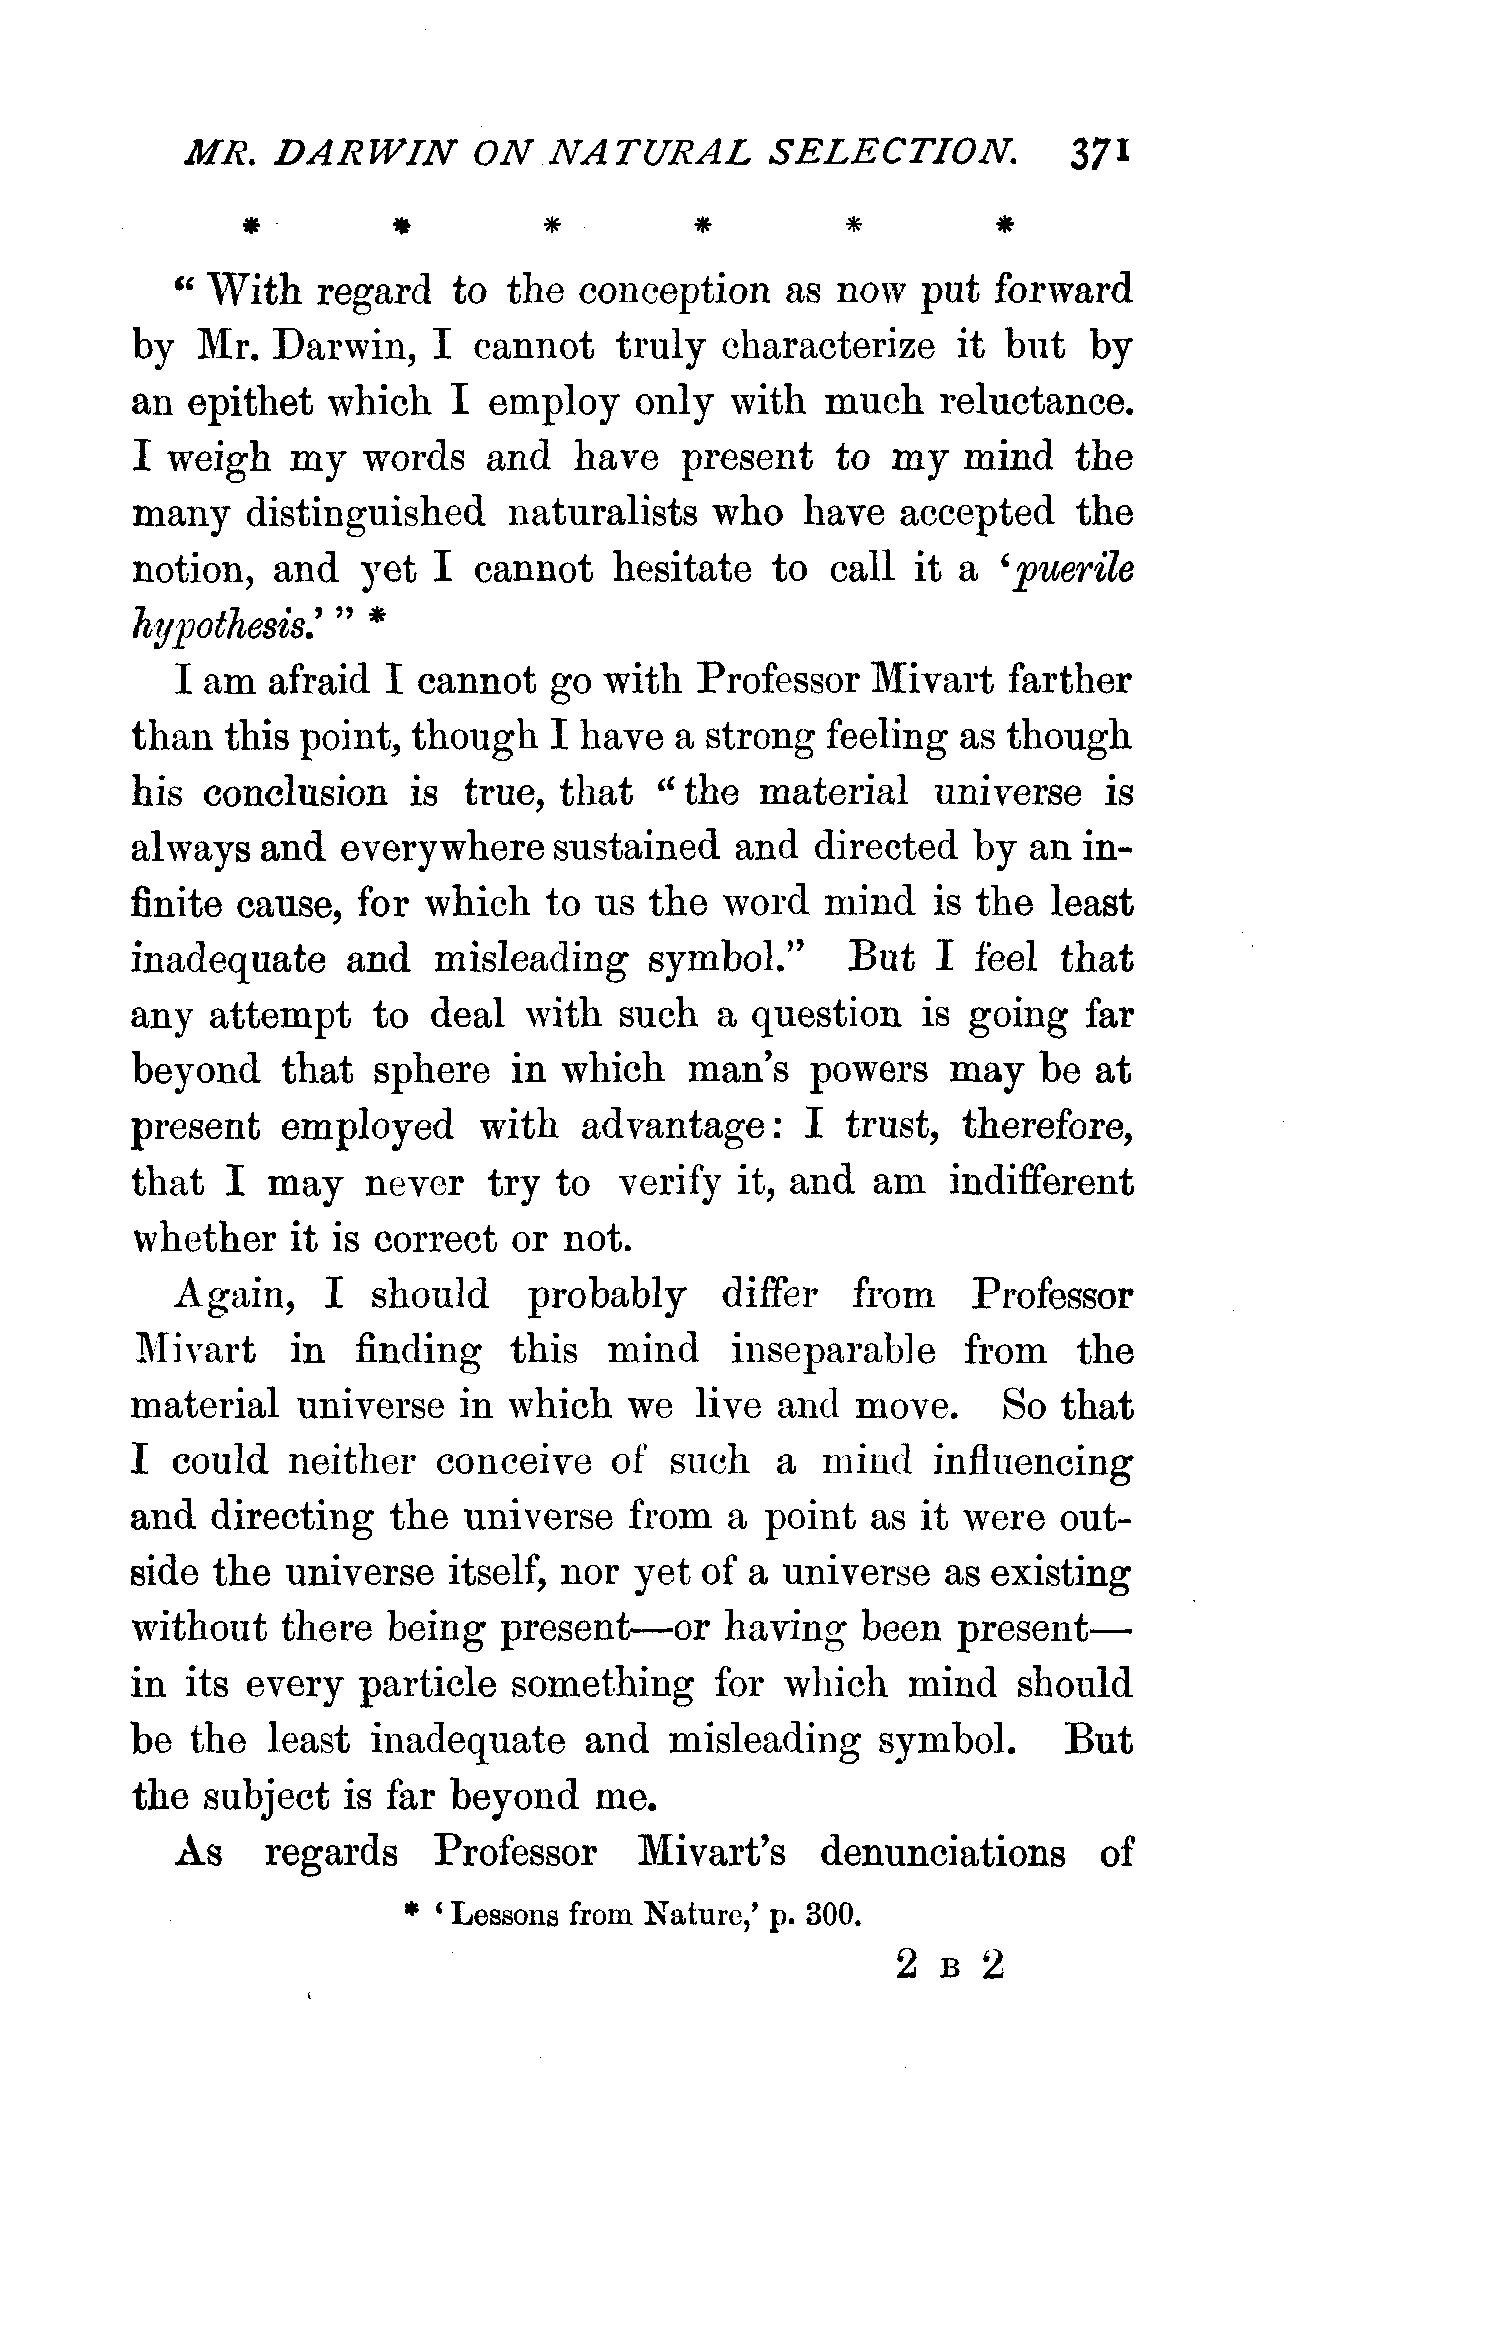 MR. DARWIN ON NATURAL SELECTION. 371
* * * * * *
“ With regard to the conception as now put forward
by Mr. Darwin, I cannot truly characterize it but by
an epithet which I employ only with much reluctance.
I weigh my words and have present to my mind the
many distinguished naturalists who have accepted the
notion, and yet I cannot hesitate to call it a ‘puerile
hypothesis.’ ” *
I am afraid I cannot go with Professor Mivart farther
than this point, though I have a strong feeling as though
his conclusion is true, that “ the material universe is
always and everywhere sustained and directed by an in-
finite cause, for which to us the word mind is the least
inadequate and misleading symbol.” But I feel that
any attempt to deal with such a question is going far
beyond that sphere in which man’s powers may be at
present employed with advantage: I trust, therefore,
that I may never try to verify it, and am indifferent
whether it is correct or not.
Again, I should probably differ from Professor
Mivart in finding this mind inseparable from the
material universe in which we live and move. So that
I could neither conceive of such a mind influencing
and directing the universe from a point as it were out-
side the universe itself, nor yet of a universe as existing
without there being present—or having been present—
in its every particle something for which mind should
be the least inadequate and misleading symbol. But
the subject is far beyond me.
As regards Professor Mivart’s denunciations of
* ‘ Lessons from Nature,’ p. 300.
2 B 2